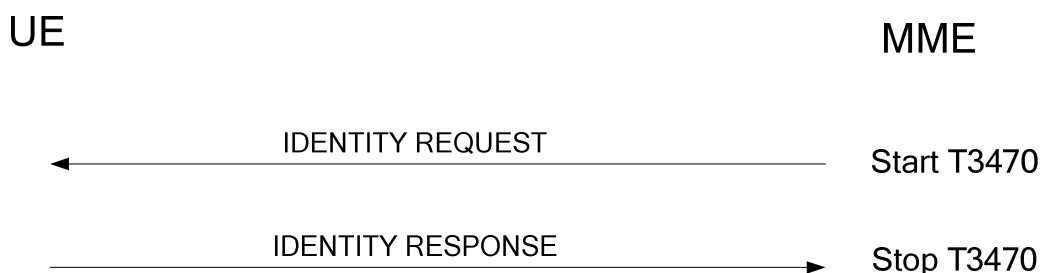 UE
MME
IDENTITY REQUEST
Start T3470
IDENTITY RESPONSE
Stop T3470